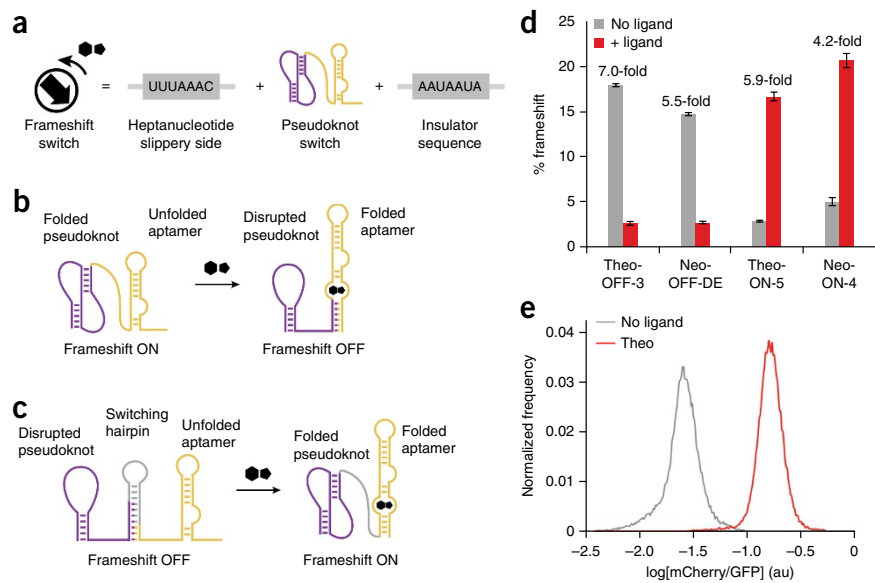 a
Frameshift
switch
=
UUUAAAC
Heptanucleotide
slippery side
+
Pseudoknot
switch
+
AAUAAUA
Insulator
sequence
b
Folded
pseudoknot
Unfolded
aptamer
Frameshift ON
Disrupted
pseudoknot
Folded
aptamer
Frameshift OFF
c
Disrupted
pseudoknot
Switching
hairpin
Unfolded
aptamer
Frameshift OFF
Folded
pseudoknot
Folded
aptamer
Frameshift ON
d
No ligand
+ ligand
% frameshift
25
20
15
10
5
0
7.0-fold
5.5-fold
5.9-fold
4.2-fold
Theo-
OFF-3
Neo-
OFF-DE
Theo-
ON-5
Neo-
ON-4
e
No ligand
Theo
Normalized frequency
0.04
0.03
0.02
0.01
0
−2.5
−2.0
−1.5
−1.0
−0.5
0
log[mCherry/GFP] (au)